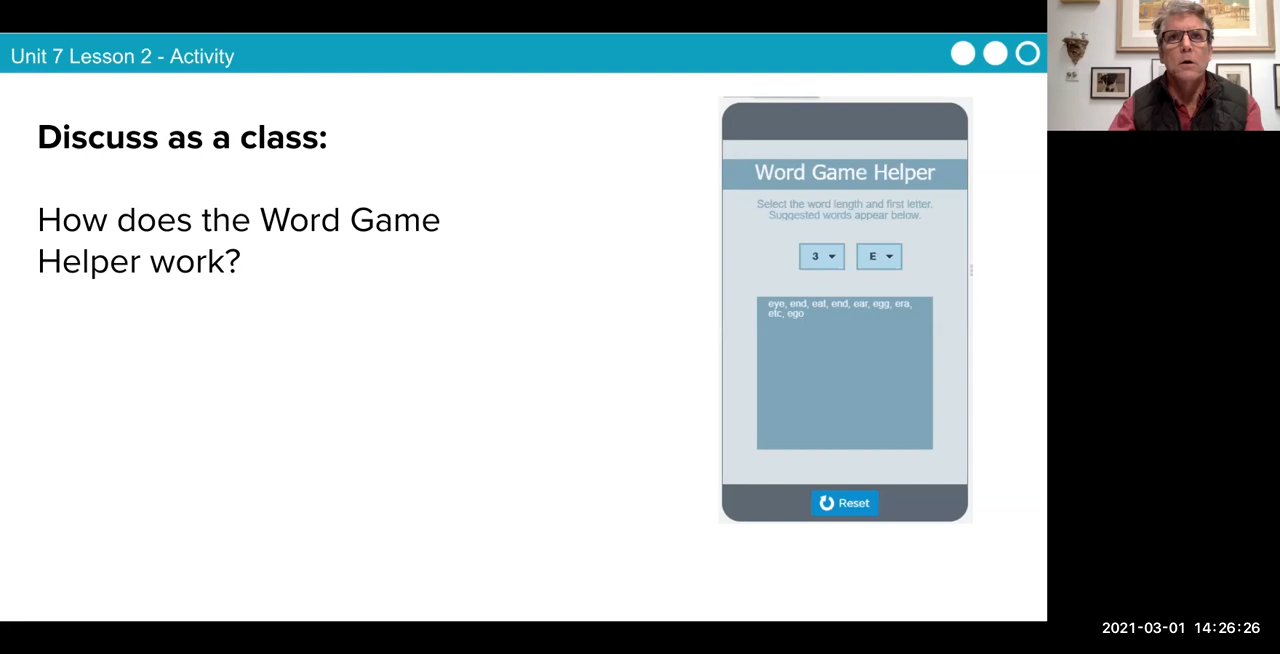 Unit 7 Lesson 2 - Activity
Discuss as a class:
How does the Word Game
Helper work?
Word Game Helper
Select the word length and first letter.
Suggested words appear below.
3 E
eye, end, eat, end, ear, egg, era,
etc, ego
Reset
2021-03-01 14:26:26